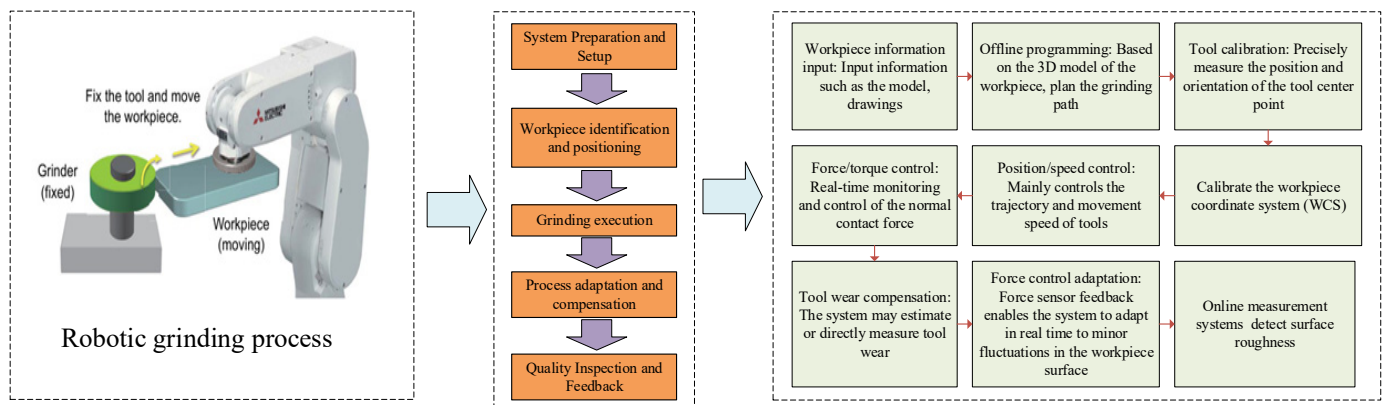 Fix the tool and move
the workpiece.
MITSUBISHI
ELECTRIC
Grinder
(fixed)
Workpiece
(moving)
Robotic grinding process
System Preparation and
Setup
Workpiece identification
and positioning
Grinding execution
Process adaptation and
compensation
Quality Inspection and
Feedback
Workpiece information
input: Input information
such as the model,
drawings
Offline programming: Based
on the 3D model of the
workpiece, plan the grinding
path
Tool calibration: Precisely
measure the position and
orientation of the tool center
point
Calibrate the workpiece
coordinate system (WCS)
Position/speed control:
Mainly controls the
trajectory and movement
speed of tools
Force/torque control:
Real-time monitoring
and control of the normal
contact force
Tool wear compensation:
The system may estimate
or directly measure tool
wear
Force control adaptation:
Force sensor feedback
enables the system to adapt
in real time to minor
fluctuations in the workpiece
surface
Online measurement
systems detect surface
roughness